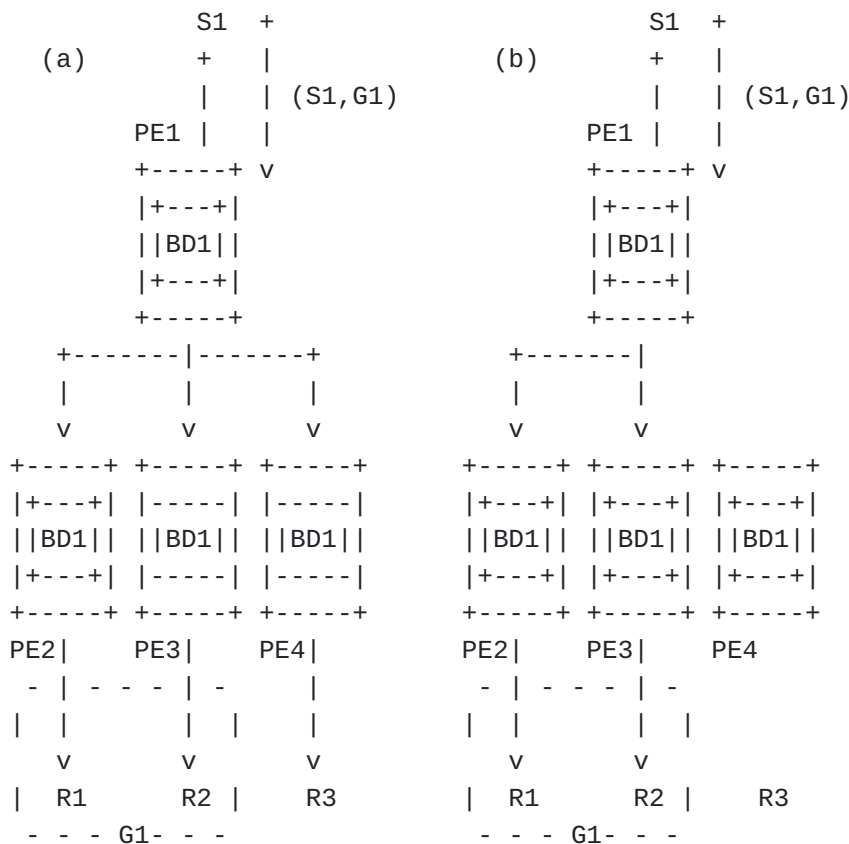 S1  +                        S1  +
  (a)       +   |              (b)       +   |
            |   | (S1,G1)                |   | (S1,G1)
        PE1 |   |                    PE1 |   |
        +-----+ v                    +-----+ v
        |+---+|                      |+---+|
        ||BD1||                      ||BD1||
        |+---+|                      |+---+|
        +-----+                      +-----+
   +-------|-------+            +-------|
   |       |       |            |       |
   v       v       v            v       v
+-----+ +-----+ +-----+      +-----+ +-----+ +-----+
|+---+| |-----| |-----|      |+---+| |+---+| |+---+|
||BD1|| ||BD1|| ||BD1||      ||BD1|| ||BD1|| ||BD1||
|+---+| |-----| |-----|      |+---+| |+---+| |+---+|
+-----+ +-----+ +-----+      +-----+ +-----+ +-----+
PE2|    PE3|    PE4|         PE2|    PE3|    PE4
 - | - - - | -     |          - | - - - | -
|  |       |  |    |         |  |       |  |
   v       v       v            v       v
|  R1      R2 |    R3        |  R1      R2 |    R3
 - - - G1- - -                - - - G1- - -